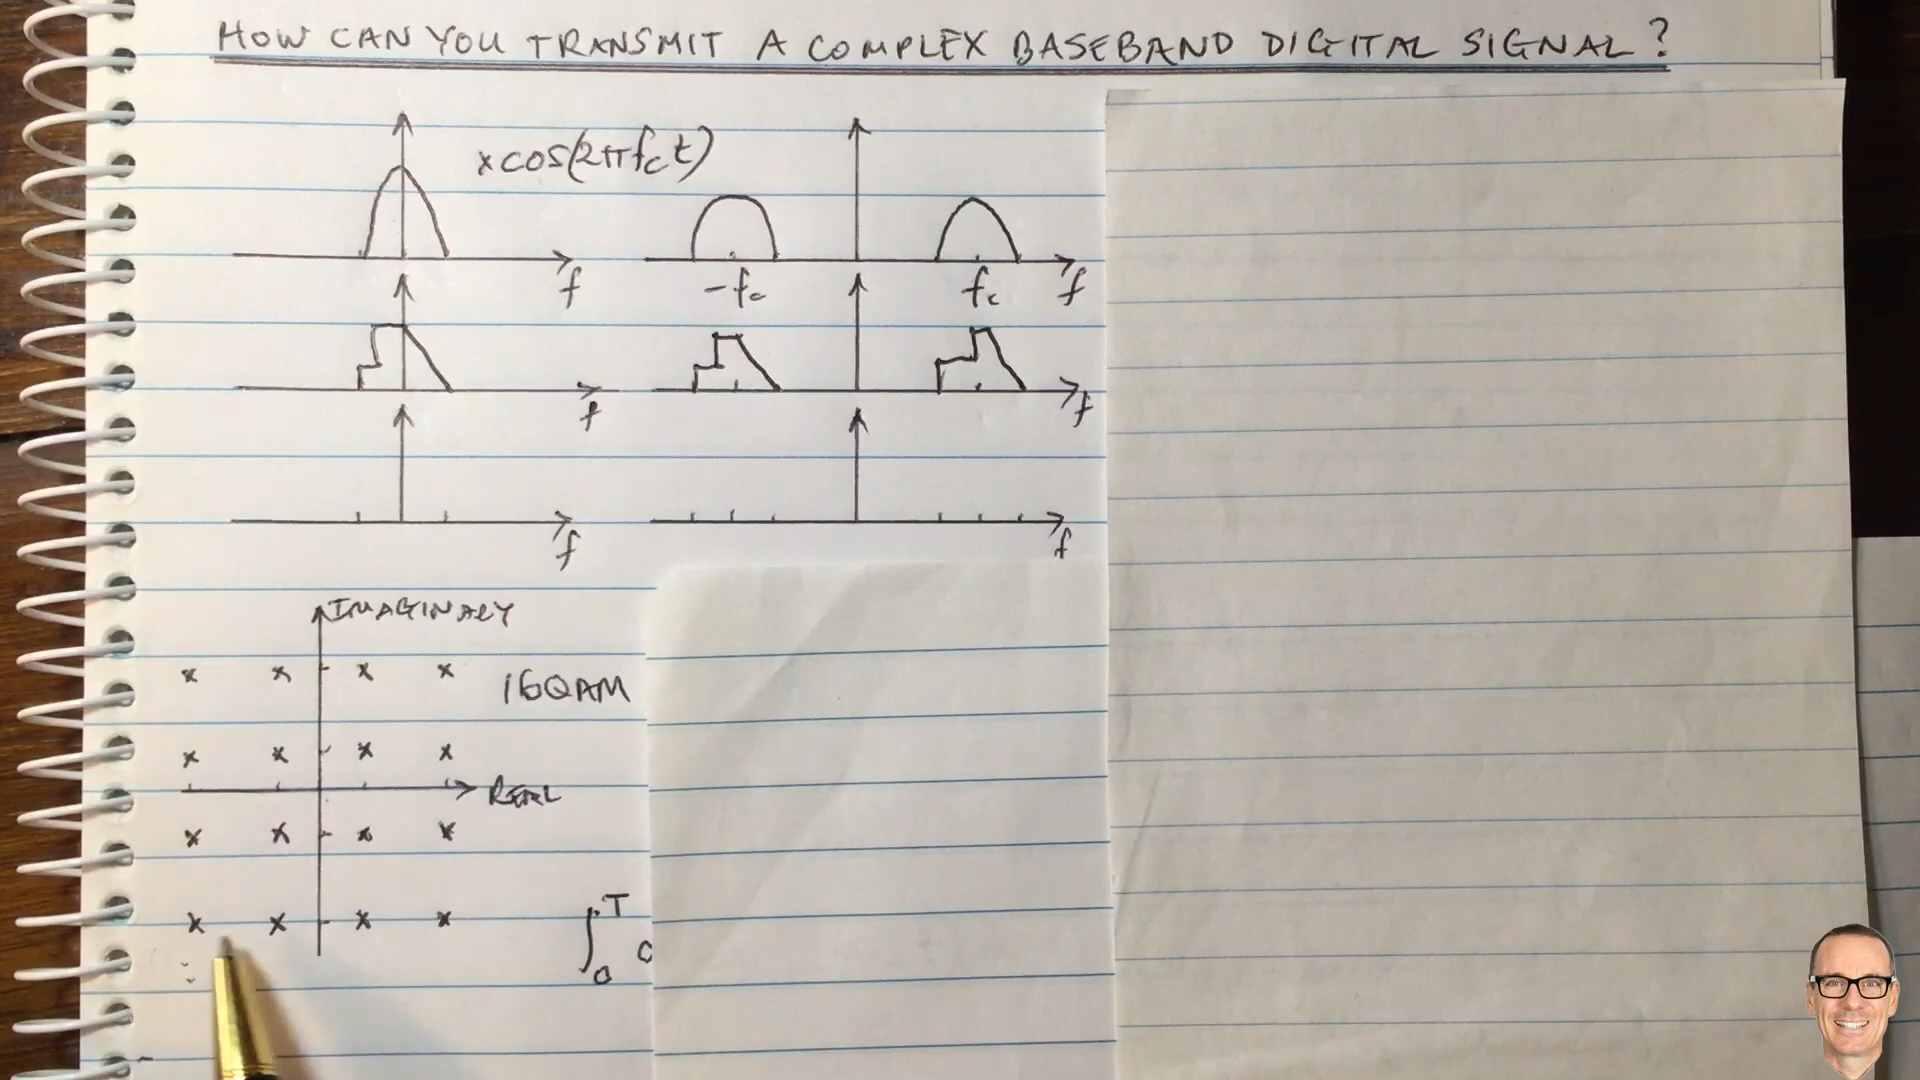 HOW CAN YOU TRANSMIT A COMPLEX BASEBAND DIGITAL SIGNAL?
×cos(2πfct)
f
-fc
fc
f
f
f
f
f
IMAGINARY
16QAM
REAL
∫0T